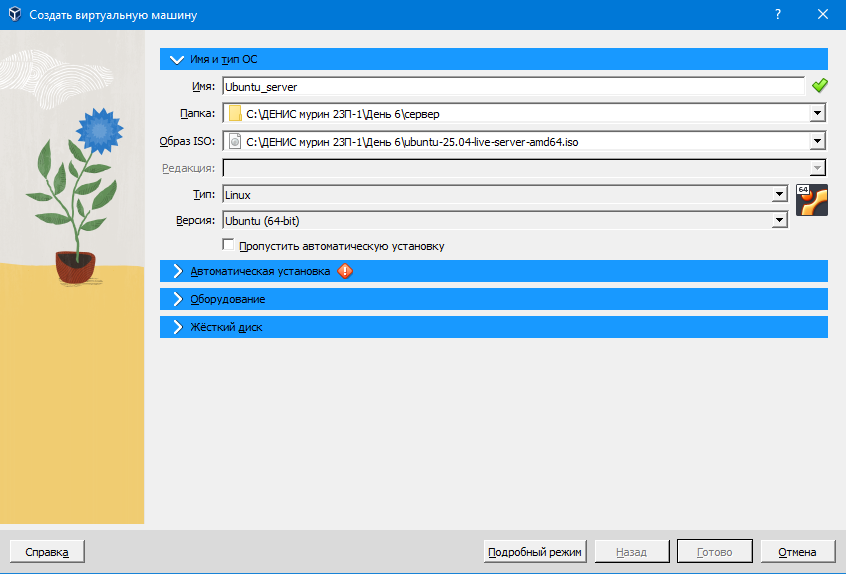 Создать виртуальную машину
Имя и тип ОС
Имя: Ubuntu_server
Папка: C:\ДЕНИС мурин 23П-1\День 6\сервер
Образ ISO: C:\ДЕНИС мурин 23П-1\День 6\ubuntu-25.04-live-server-amd64.iso
Редакция:
Тип: Linux
64
Версия: Ubuntu (64-bit)
Пропустить автоматическую установку
Автоматическая установка
Оборудование
Жёсткий диск
Справка Подробный режим Назад Готово Отмена